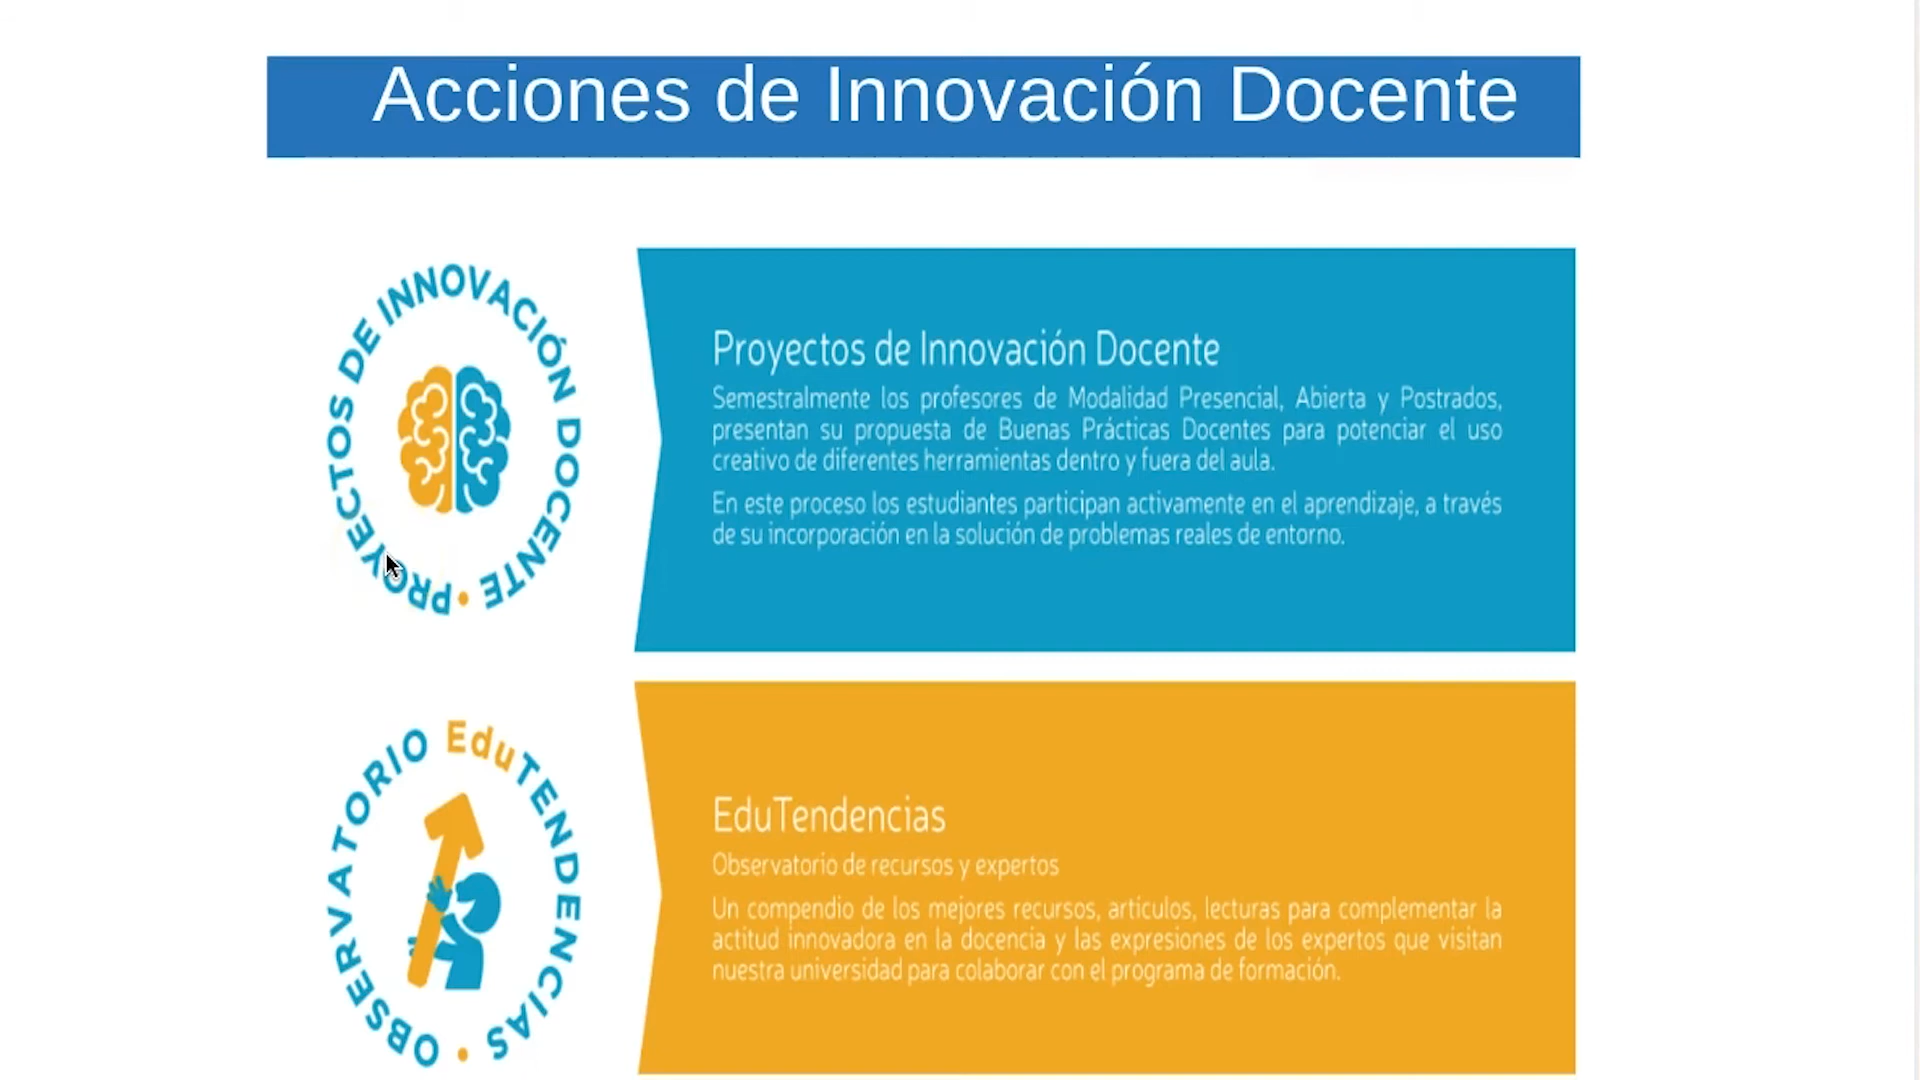 Acciones de Innovación Docente
PROYECTOS DE INNOVACIÓN DOCENTE •
Proyectos de Innovación Docente
Semestralmente los profesores de Modalidad Presencial, Abierta y Postrados,
presentan su propuesta de Buenas Prácticas Docentes para potenciar el uso
creativo de diferentes herramientas dentro y fuera del aula.
En este proceso los estudiantes participan activamente en el aprendizaje, a través
de su incorporación en la solución de problemas reales de entorno.
OBSERVATORIO EduTENDENCIAS •
EduTendencias
Observatorio de recursos y expertos
Un compendio de los mejores recursos, artículos, lecturas para complementar la
actitud innovadora en la docencia y las expresiones de los expertos que visitan
nuestra universidad para colaborar con el programa de formación.